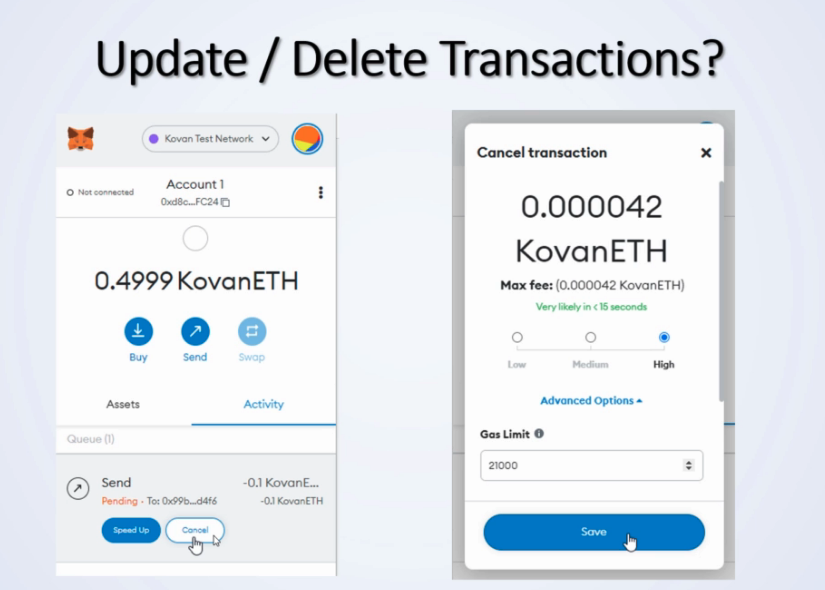 Update / Delete Transactions?
Kovan Test Network
Not connected
Account 1
0xd8c...FC24
0.4999 KovanETH
Buy
Send
Swap
Assets
Activity
Queue (1)
Send
-0.1 KovanE...
Pending - To: 0x99b...d4f6
-0.1 KovanETH
Speed Up
Cancel
Cancel transaction
0.000042
KovanETH
Max fee: (0.000042 KovanETH)
Very likely in < 15 seconds
Low
Medium
High
Advanced Options
Gas Limit
21000
Save